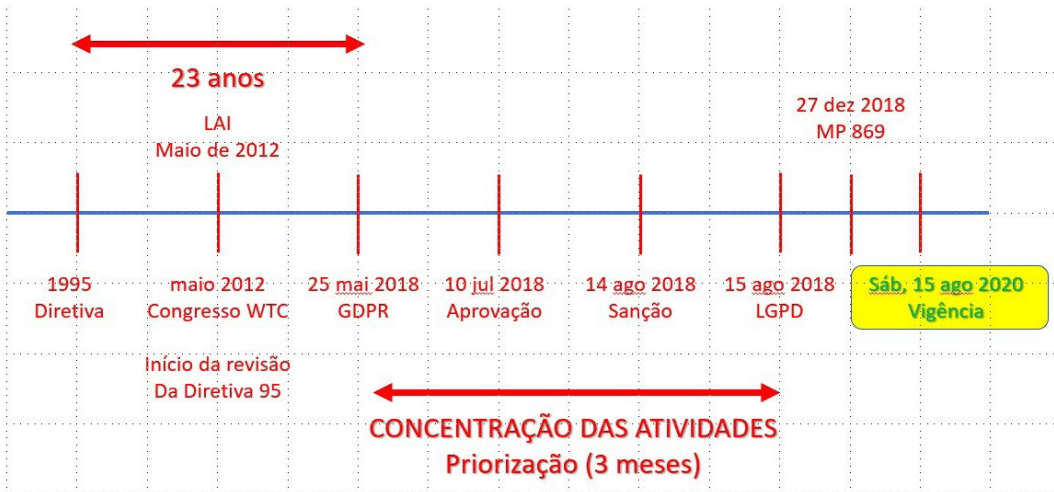 23 anos
LAI
Maio de 2012
27 dez 2018
MP 869
1995
Diretiva
maio 2012
Congresso WTC
Início da revisão
Da Diretiva 95
25 mai 2018
GDPR
10 jul 2018
Aprovação
14 ago 2018
Sanção
15 ago 2018
LGPD
Sáb, 15 ago 2020
Vigência
CONCENTRAÇÃO DAS ATIVIDADES
Priorização (3 meses)